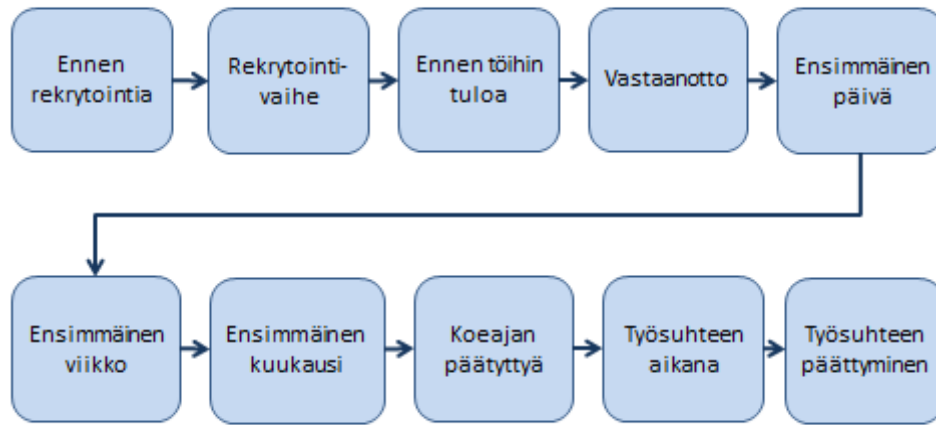 Ennen
rekrytointia
Rekrytointi-
vaihe
Ennen töihin
tuloa
Vastaanotto
Ensimmäinen
päivä
Ensimmäinen
viikko
Ensimmäinen
kuukausi
Koeajan
päätyttyä
Työsuhteen
aikana
Työsuhteen
päättyminen